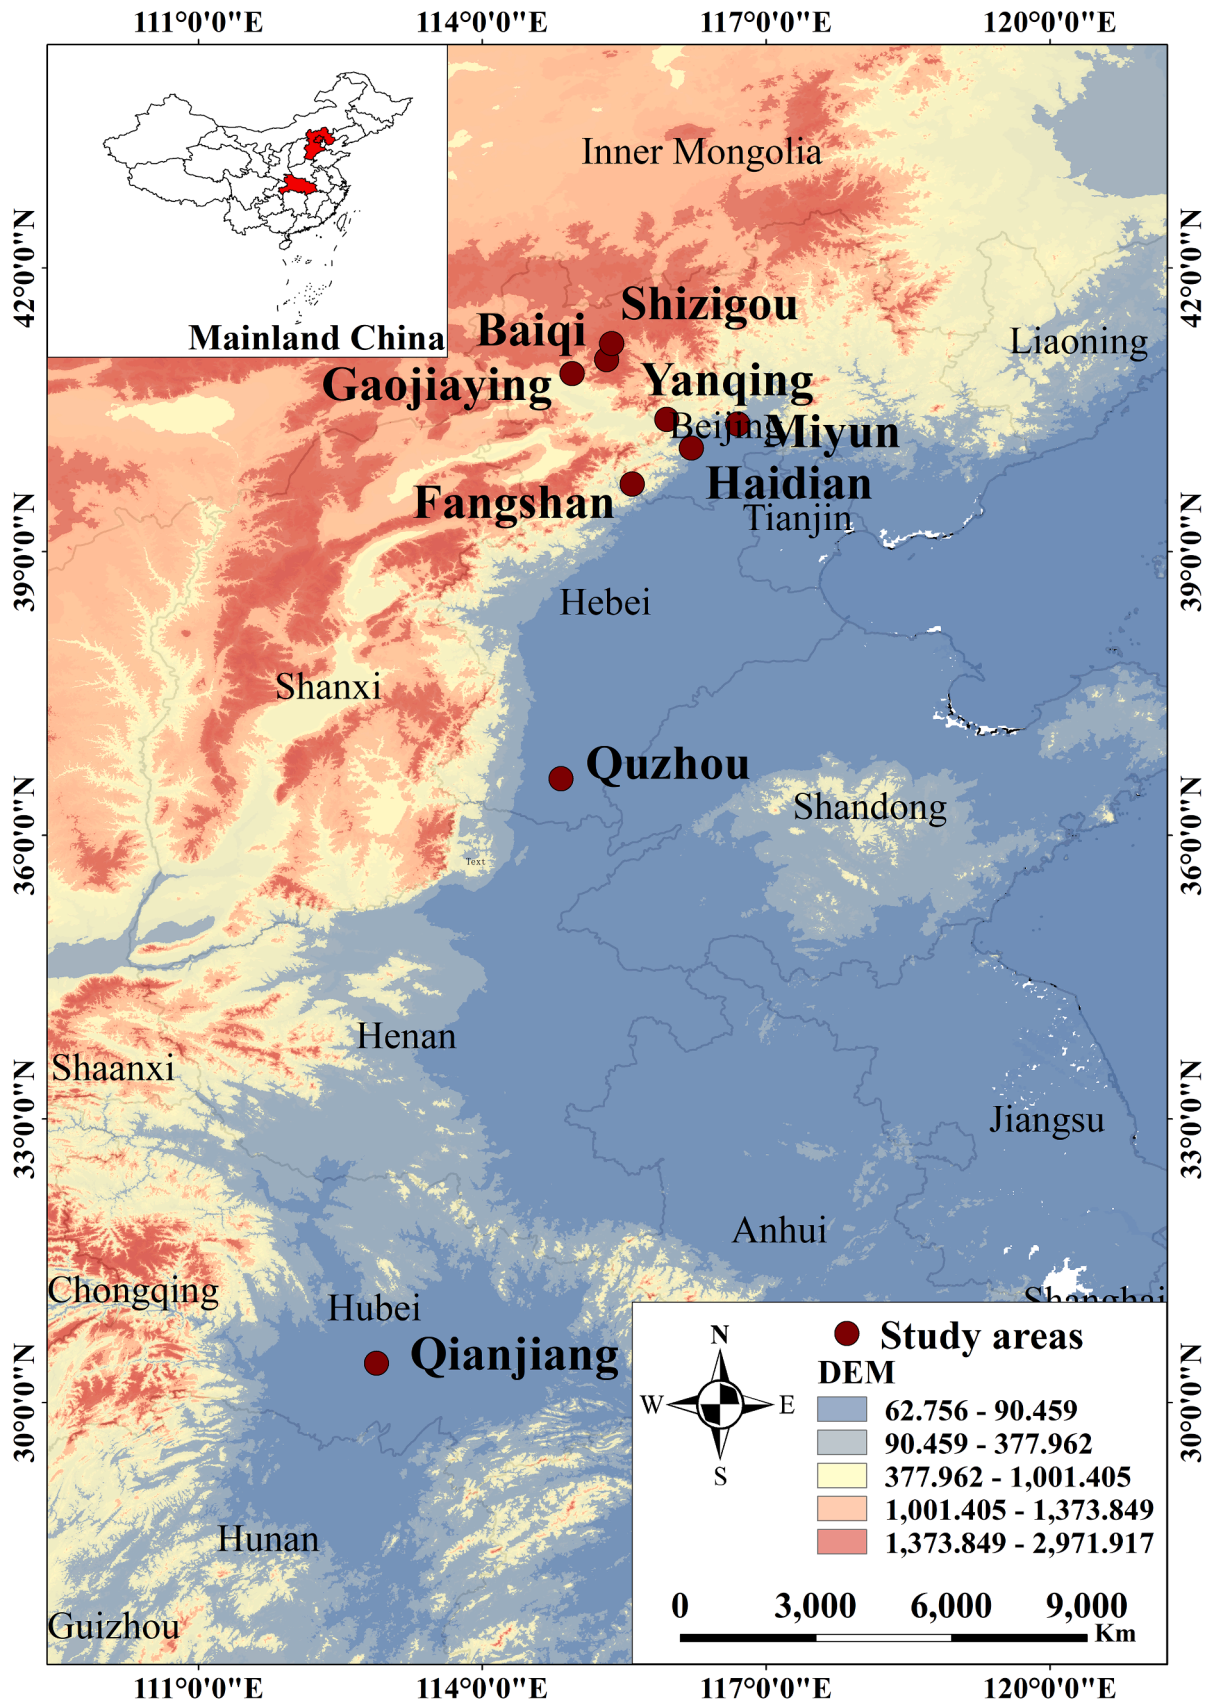 111°0'0"E
114°0'0"E
117°0'0"E
120°0'0"E
42°0'0"N
39°0'0"N
36°0'0"N
33°0'0"N
30°0'0"N
42°0'0"N
39°0'0"N
36°0'0"N
33°0'0"N
30°0'0"N
Mainland China
Inner Mongolia
Shizigou
Baiqi
Liaoning
Gaojiaying
Yanqing
Beijing
Miyun
Haidian
Fangshan
Tianjin
Hebei
Shanxi
Quzhou
Shandong
Text
Henan
Shaanxi
Jiangsu
Anhui
Chongqing
Shanghai
Hubei
Qianjiang
Hunan
Guizhou
N
W
E
S
Study areas
DEM
62.756 - 90.459
90.459 - 377.962
377.962 - 1,001.405
1,001.405 - 1,373.849
1,373.849 - 2,971.917
0 3,000 6,000 9,000
Km
111°0'0"E
114°0'0"E
117°0'0"E
120°0'0"E